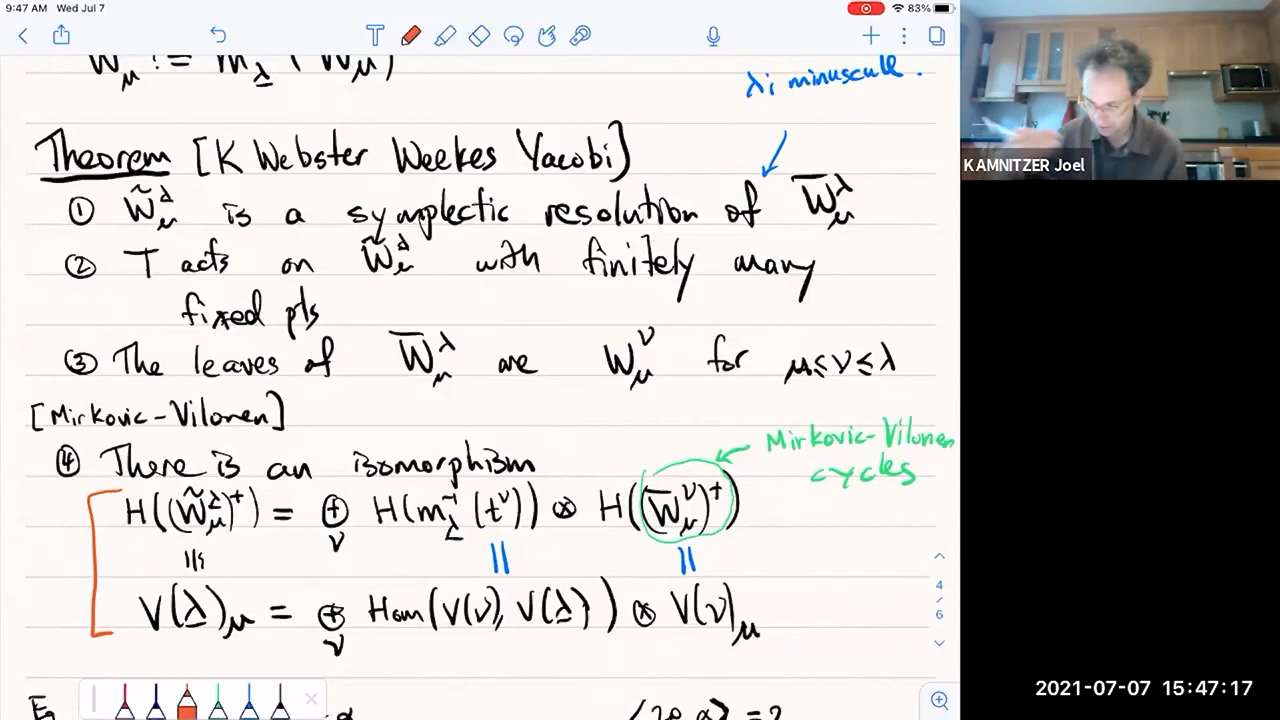 9:47 AM Wed Jul 7
83%
λi minuscule.
Theorem [K Webster Weekes Yacobi]
① W̃^λ_μ is a symplectic resolution of W̅^λ_μ
② T acts on W̃^λ_μ with finitely many
fixed pts
③ The leaves of W̅^λ_μ are W^ν_μ for μ≤ν≤λ
[Mirkovic-Vilonen]
Mirkovic-Vilonen
cycles
④ There is an isomorphism
H((W̃^λ_μ)^+) = ⊕_ν H(m_λ^{-1}(t^ν)) ⊗ H((W̅^ν_μ)^+)
V(λ)_μ = ⊕_ν Hom(V(ν), V(λ)) ⊗ V(ν)_μ
KAMNITZER Joel
4
/
6
2021-07-07 15:47:17